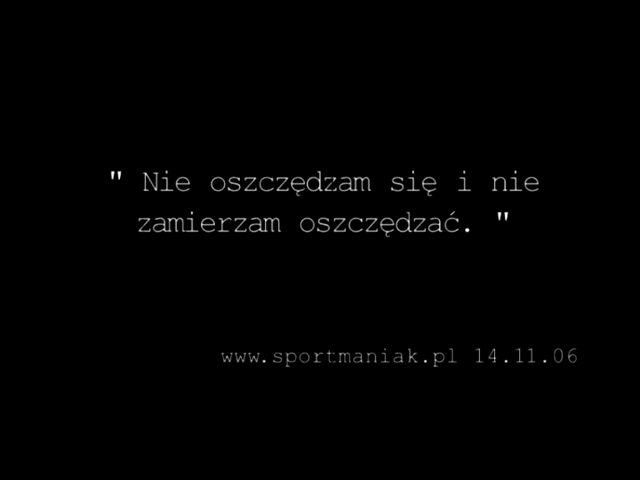 " Nie oszczędzam się i nie
zamierzam oszczędzać. "
www.sportmaniak.pl 14.11.06